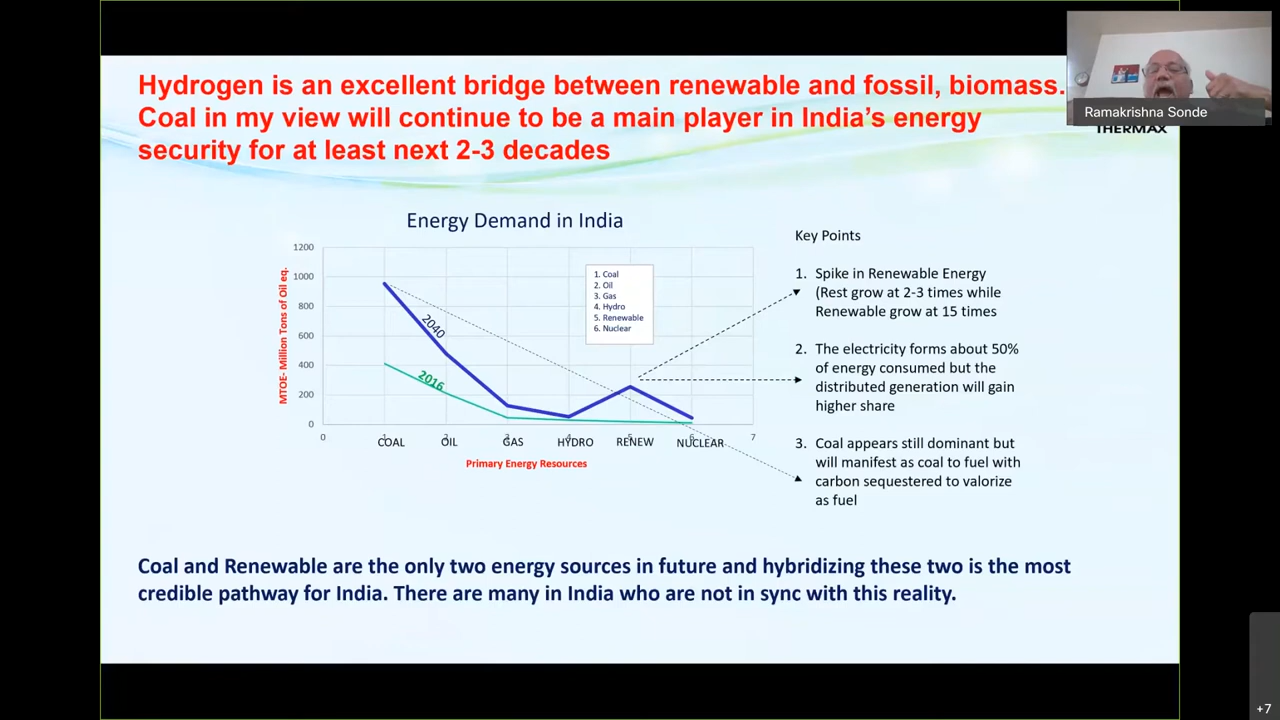 Hydrogen is an excellent bridge between renewable and fossil, biomass.
Coal in my view will continue to be a main player in India's energy
security for at least next 2-3 decades
Ramakrishna Sonde
THERMAX
Energy Demand in India
MTOE- Million Tons of Oil eq.
1200
1000
800
600
400
200
0
2040
2016
1. Coal
2. Oil
3. Gas
4. Hydro
5. Renewable
6. Nuclear
0 7
COAL OIL GAS HYDRO RENEW NUCLEAR
Primary Energy Resources
Key Points
1. Spike in Renewable Energy
(Rest grow at 2-3 times while
Renewable grow at 15 times
2. The electricity forms about 50%
of energy consumed but the
distributed generation will gain
higher share
3. Coal appears still dominant but
will manifest as coal to fuel with
carbon sequestered to valorize
as fuel
Coal and Renewable are the only two energy sources in future and hybridizing these two is the most
credible pathway for India. There are many in India who are not in sync with this reality.
+7